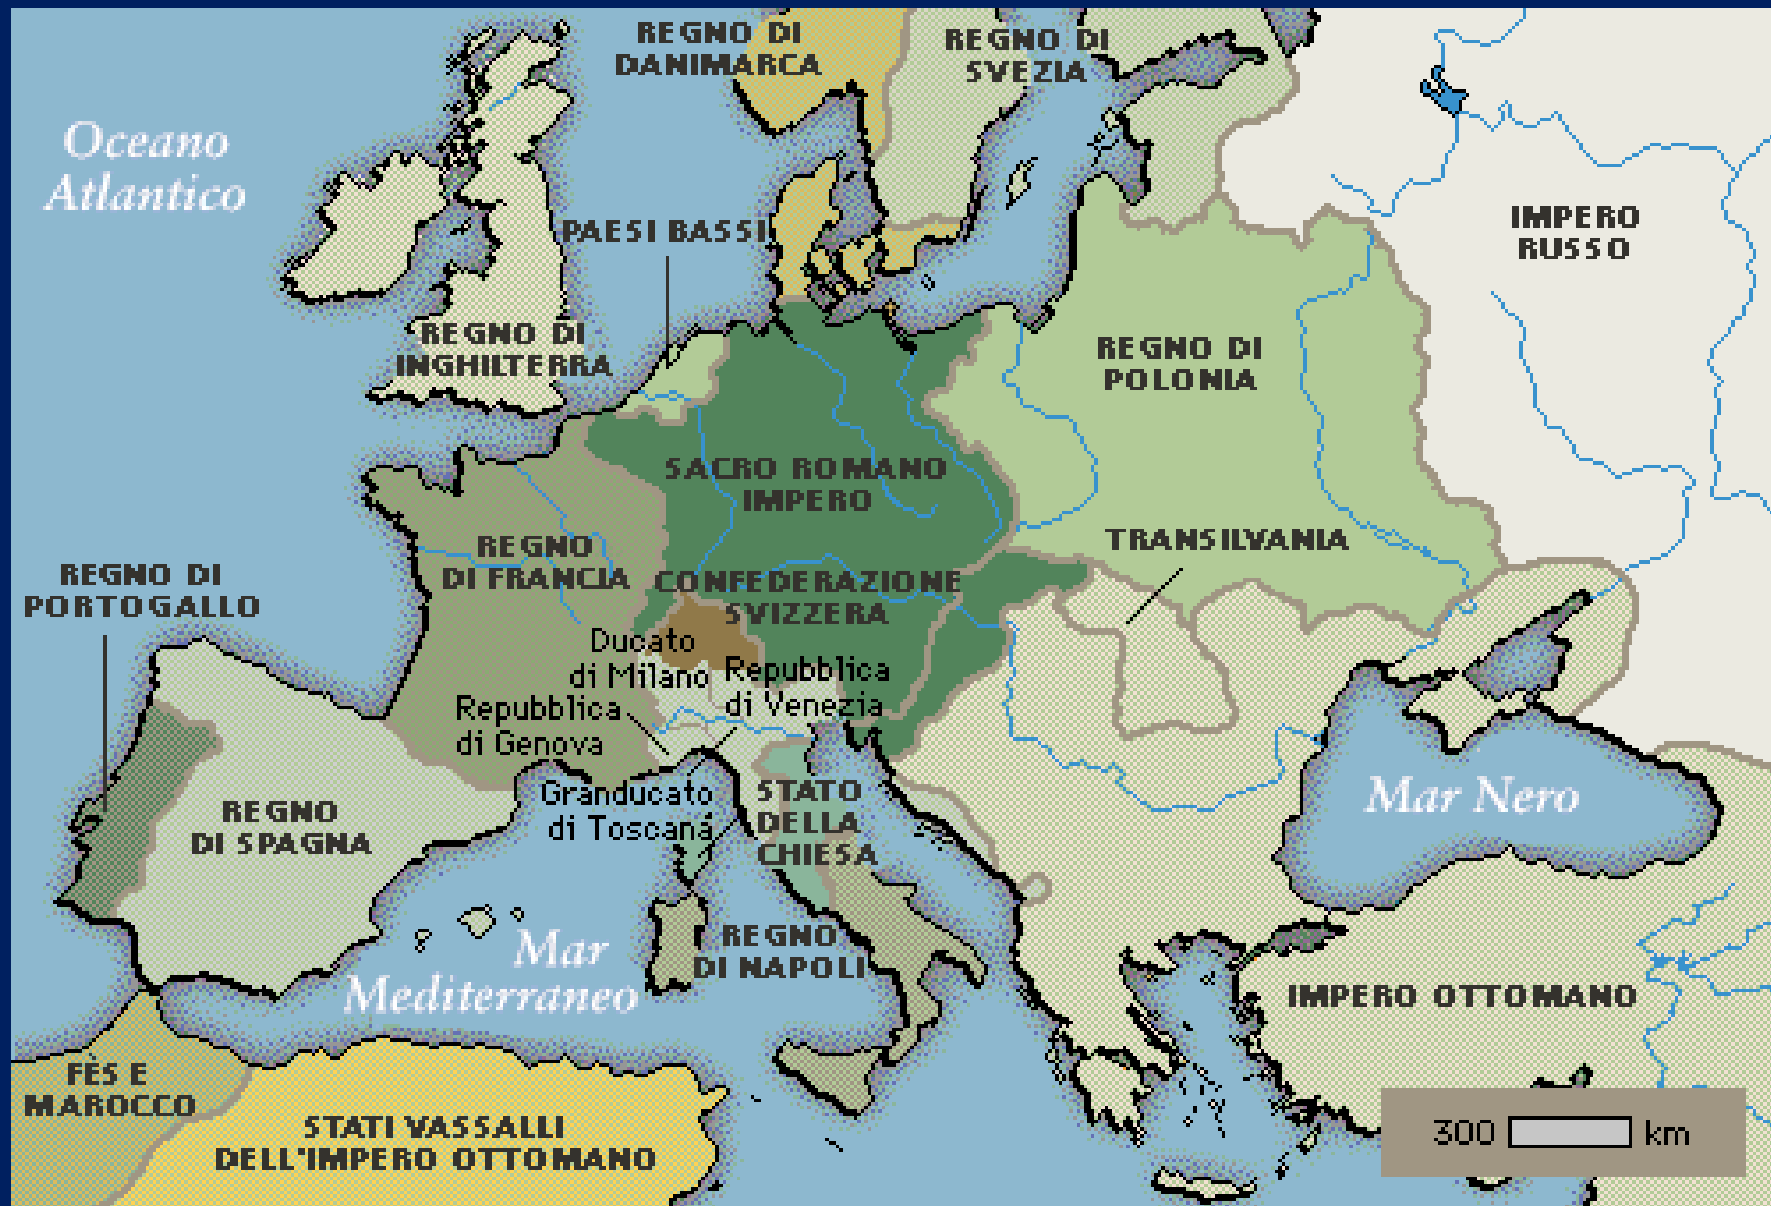 REGNO DI
DANIMARCA
REGNO DI
SVEZIA
Oceano
Atlantico
PAESI BASSI
IMPERO
RUSSO
REGNO DI
INGHILTERRA
REGNO DI
POLONIA
SACRO ROMANO
IMPERO
TRANSILVANIA
REGNO
DI FRANCIA
REGNO DI
PORTOGALLO
CONFEDERAZIONE
SVIZZERA
Ducato
di Milano
Repubblica
di Venezia
Repubblica
di Genova
Granducato
di Toscana
STATO
DELLA
CHIESA
Mar Nero
REGNO
DI SPAGNA
REGNO
DI NAPOLI
Mar
Mediterraneo
IMPERO OTTOMANO
FÈS E
MAROCCO
STATI VASSALLI
DELL'IMPERO OTTOMANO
300 km